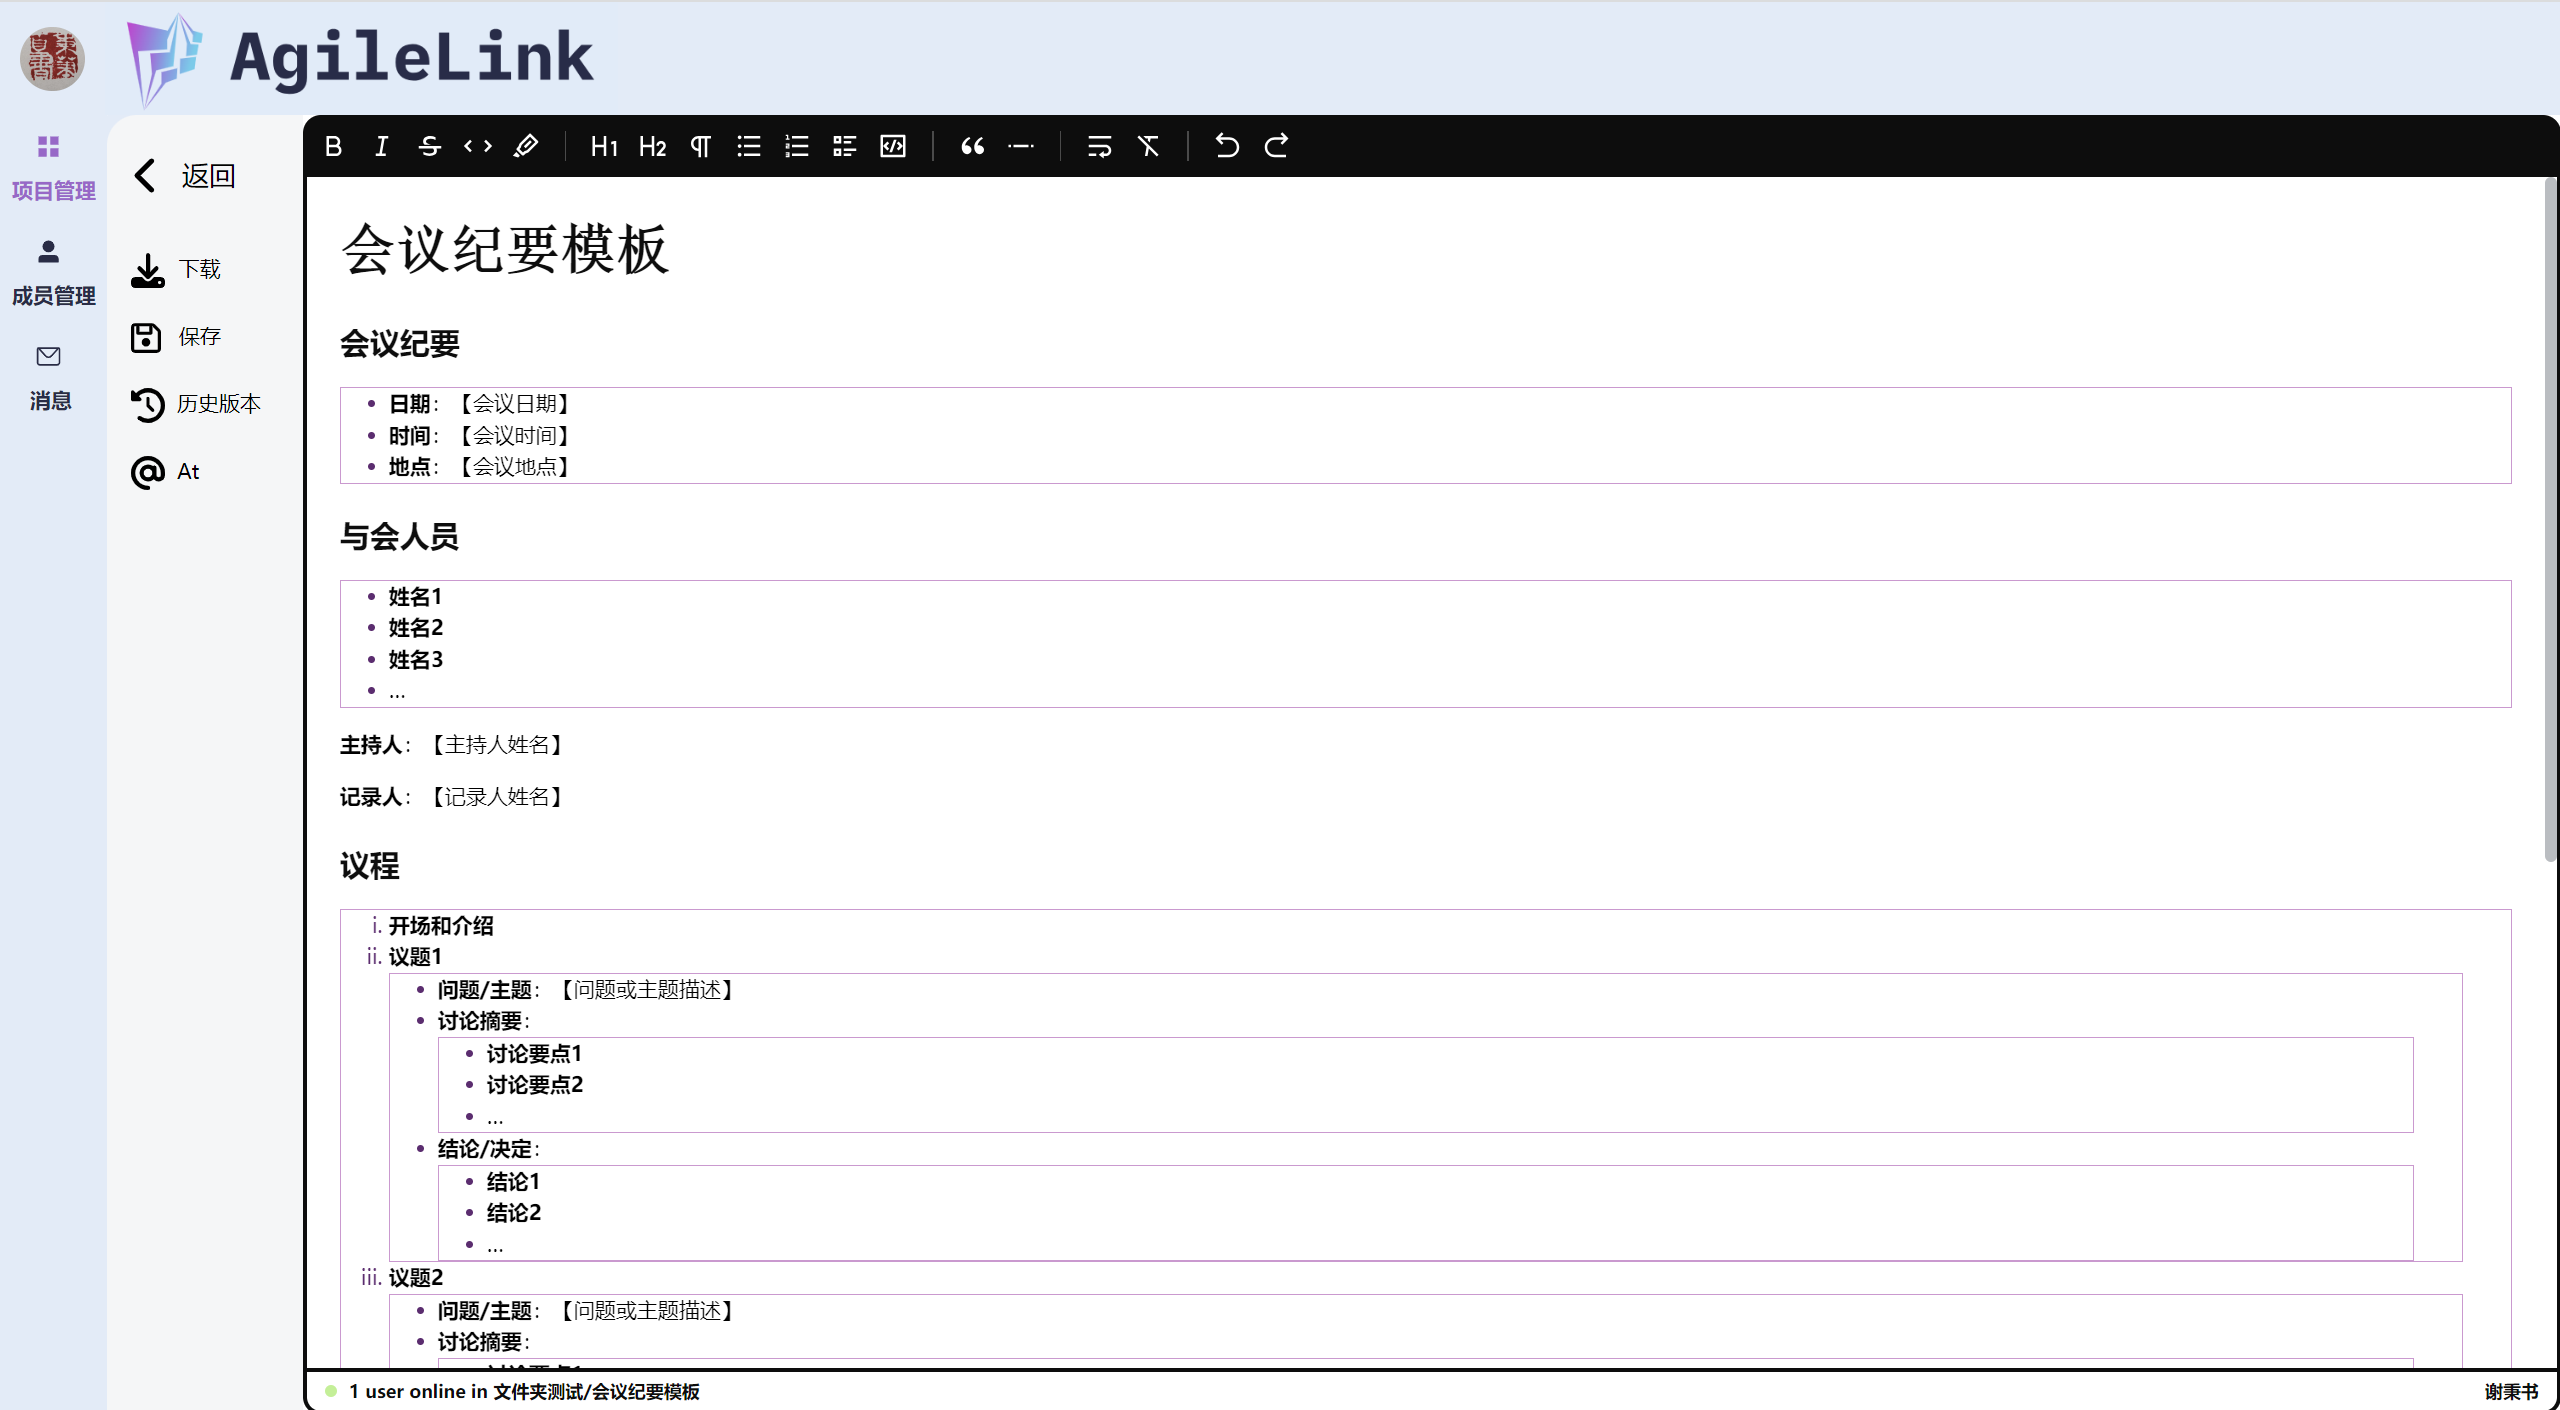 AgileLink
项目管理
成员管理
消息
返回
下载
保存
历史版本
At
H1 H2
会议纪要模板
会议纪要
• 日期：【会议日期】
• 时间：【会议时间】
• 地点：【会议地点】
与会人员
• 姓名1
• 姓名2
• 姓名3
• ...
主持人：【主持人姓名】
记录人：【记录人姓名】
议程
i. 开场和介绍
ii. 议题1
• 问题/主题：【问题或主题描述】
• 讨论摘要：
• 讨论要点1
• 讨论要点2
• ...
• 结论/决定：
• 结论1
• 结论2
• ...
iii. 议题2
• 问题/主题：【问题或主题描述】
• 讨论摘要：
1 user online in 文件夹测试/会议纪要模板
谢秉书